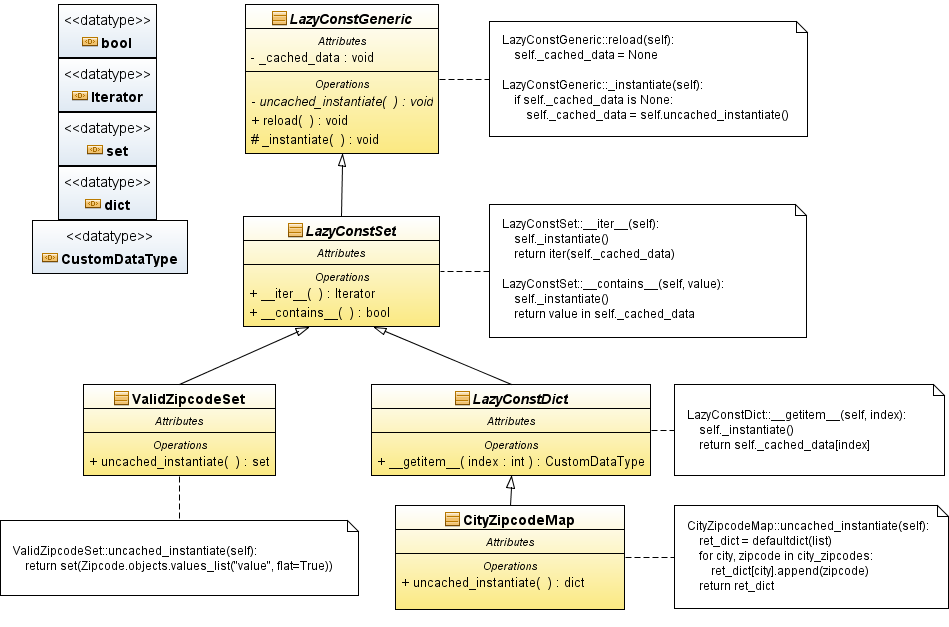 <<datatype>>
bool
<<datatype>>
Iterator
<<datatype>>
set
<<datatype>>
dict
<<datatype>>
CustomDataType
LazyConstGeneric
Attributes
- _cached_data : void
Operations
- uncached_instantiate( ) : void
+ reload( ) : void
# _instantiate( ) : void
LazyConstGeneric::reload(self):
self._cached_data = None
LazyConstGeneric::_instantiate(self):
if self._cached_data is None:
self._cached_data = self.uncached_instantiate()
LazyConstSet
Attributes
Operations
+ __iter__( ) : Iterator
+ __contains__( ) : bool
LazyConstSet::__iter__(self):
self._instantiate()
return iter(self._cached_data)
LazyConstSet::__contains__(self, value):
self._instantiate()
return value in self._cached_data
ValidZipcodeSet
Attributes
Operations
+ uncached_instantiate( ) : set
LazyConstDict
Attributes
Operations
+ __getitem__( index : int ) : CustomDataType
LazyConstDict::__getitem__(self, index):
self._instantiate()
return self._cached_data[index]
ValidZipcodeSet::uncached_instantiate(self):
return set(Zipcode.objects.values_list("value", flat=True))
CityZipcodeMap
Attributes
Operations
+ uncached_instantiate( ) : dict
CityZipcodeMap::uncached_instantiate(self):
ret_dict = defaultdict(list)
for city, zipcode in city_zipcodes:
ret_dict[city].append(zipcode)
return ret_dict